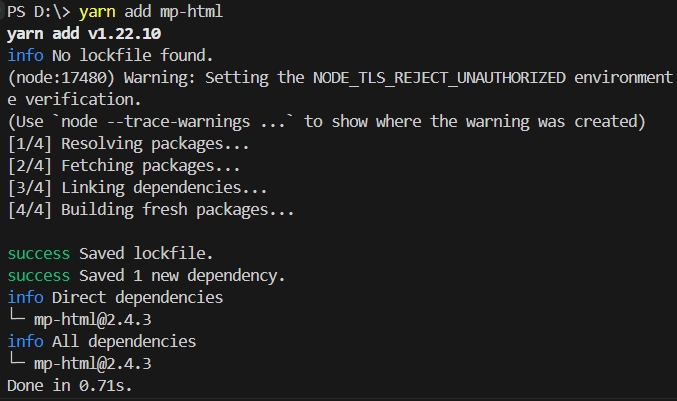 PS D:\> yarn add mp-html
yarn add v1.22.10
info No lockfile found.
(node:17480) Warning: Setting the NODE_TLS_REJECT_UNAUTHORIZED environment
e verification.
(Use `node --trace-warnings ...` to show where the warning was created)
[1/4] Resolving packages...
[2/4] Fetching packages...
[3/4] Linking dependencies...
[4/4] Building fresh packages...
success Saved lockfile.
success Saved 1 new dependency.
info Direct dependencies
└─ mp-html@2.4.3
info All dependencies
└─ mp-html@2.4.3
Done in 0.71s.